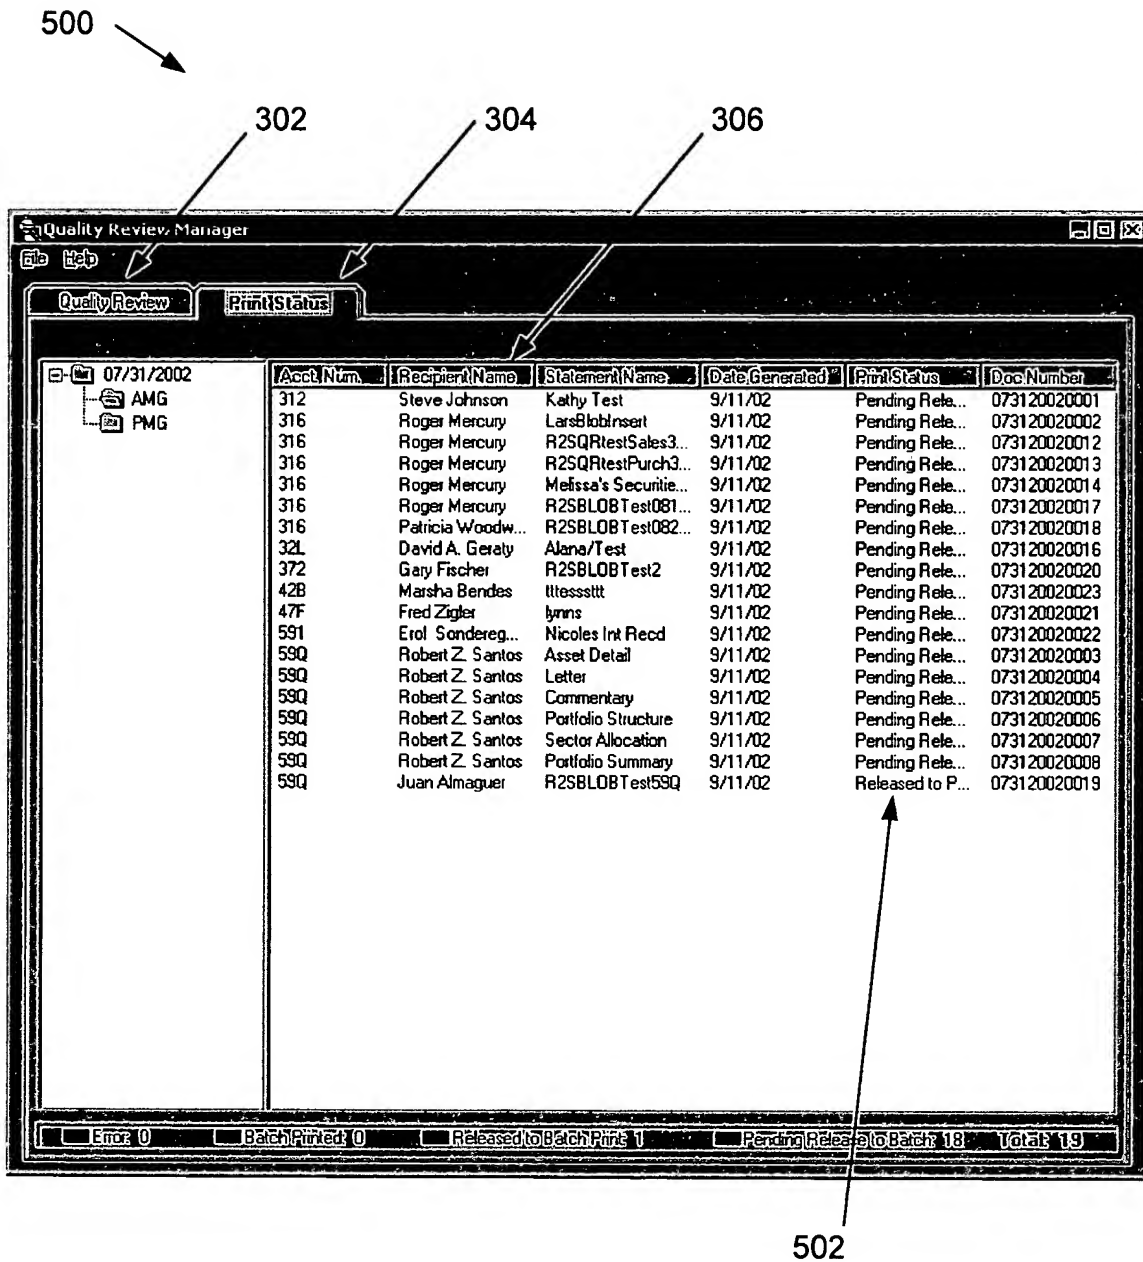 500
302 304 306
Quality Review Manager
File Help
Quality Review Print Status
07/31/2002
AMG
PMG
Acct. Num. Recipient Name Statement Name Date Generated Print Status Doc Number
312 Steve Johnson Kathy Test 9/11/02 Pending Rele... 073120020001
316 Roger Mercury LarsBlobInsert 9/11/02 Pending Rele... 073120020002
316 Roger Mercury R2SQRtestSales3... 9/11/02 Pending Rele... 073120020012
316 Roger Mercury R2SQRtestPurch3... 9/11/02 Pending Rele... 073120020013
316 Roger Mercury Melissa's Securitie... 9/11/02 Pending Rele... 073120020014
316 Roger Mercury R2SBLOBTest081... 9/11/02 Pending Rele... 073120020017
316 Patricia Woodw... R2SBLOBTest082... 9/11/02 Pending Rele... 073120020018
32L David A. Geraty Alana/Test 9/11/02 Pending Rele... 073120020016
372 Gary Fischer R2SBLOBTest2 9/11/02 Pending Rele... 073120020020
42B Marsha Bendes tttesssttt 9/11/02 Pending Rele... 073120020023
47F Fred Zigler lynns 9/11/02 Pending Rele... 073120020021
591 Erol Sondereg... Nicoles Int Recd 9/11/02 Pending Rele... 073120020022
59Q Robert Z. Santos Asset Detail 9/11/02 Pending Rele... 073120020003
59Q Robert Z. Santos Letter 9/11/02 Pending Rele... 073120020004
59Q Robert Z. Santos Commentary 9/11/02 Pending Rele... 073120020005
59Q Robert Z. Santos Portfolio Structure 9/11/02 Pending Rele... 073120020006
59Q Robert Z. Santos Sector Allocation 9/11/02 Pending Rele... 073120020007
59Q Robert Z. Santos Portfolio Summary 9/11/02 Pending Rele... 073120020008
59Q Juan Almaguer R2SBLOBTest59Q 9/11/02 Released to P... 073120020019
Error: 0 Batch Printed: 0 Released to Batch Print: 1 Pending Release to Batch: 18 Total: 19
502